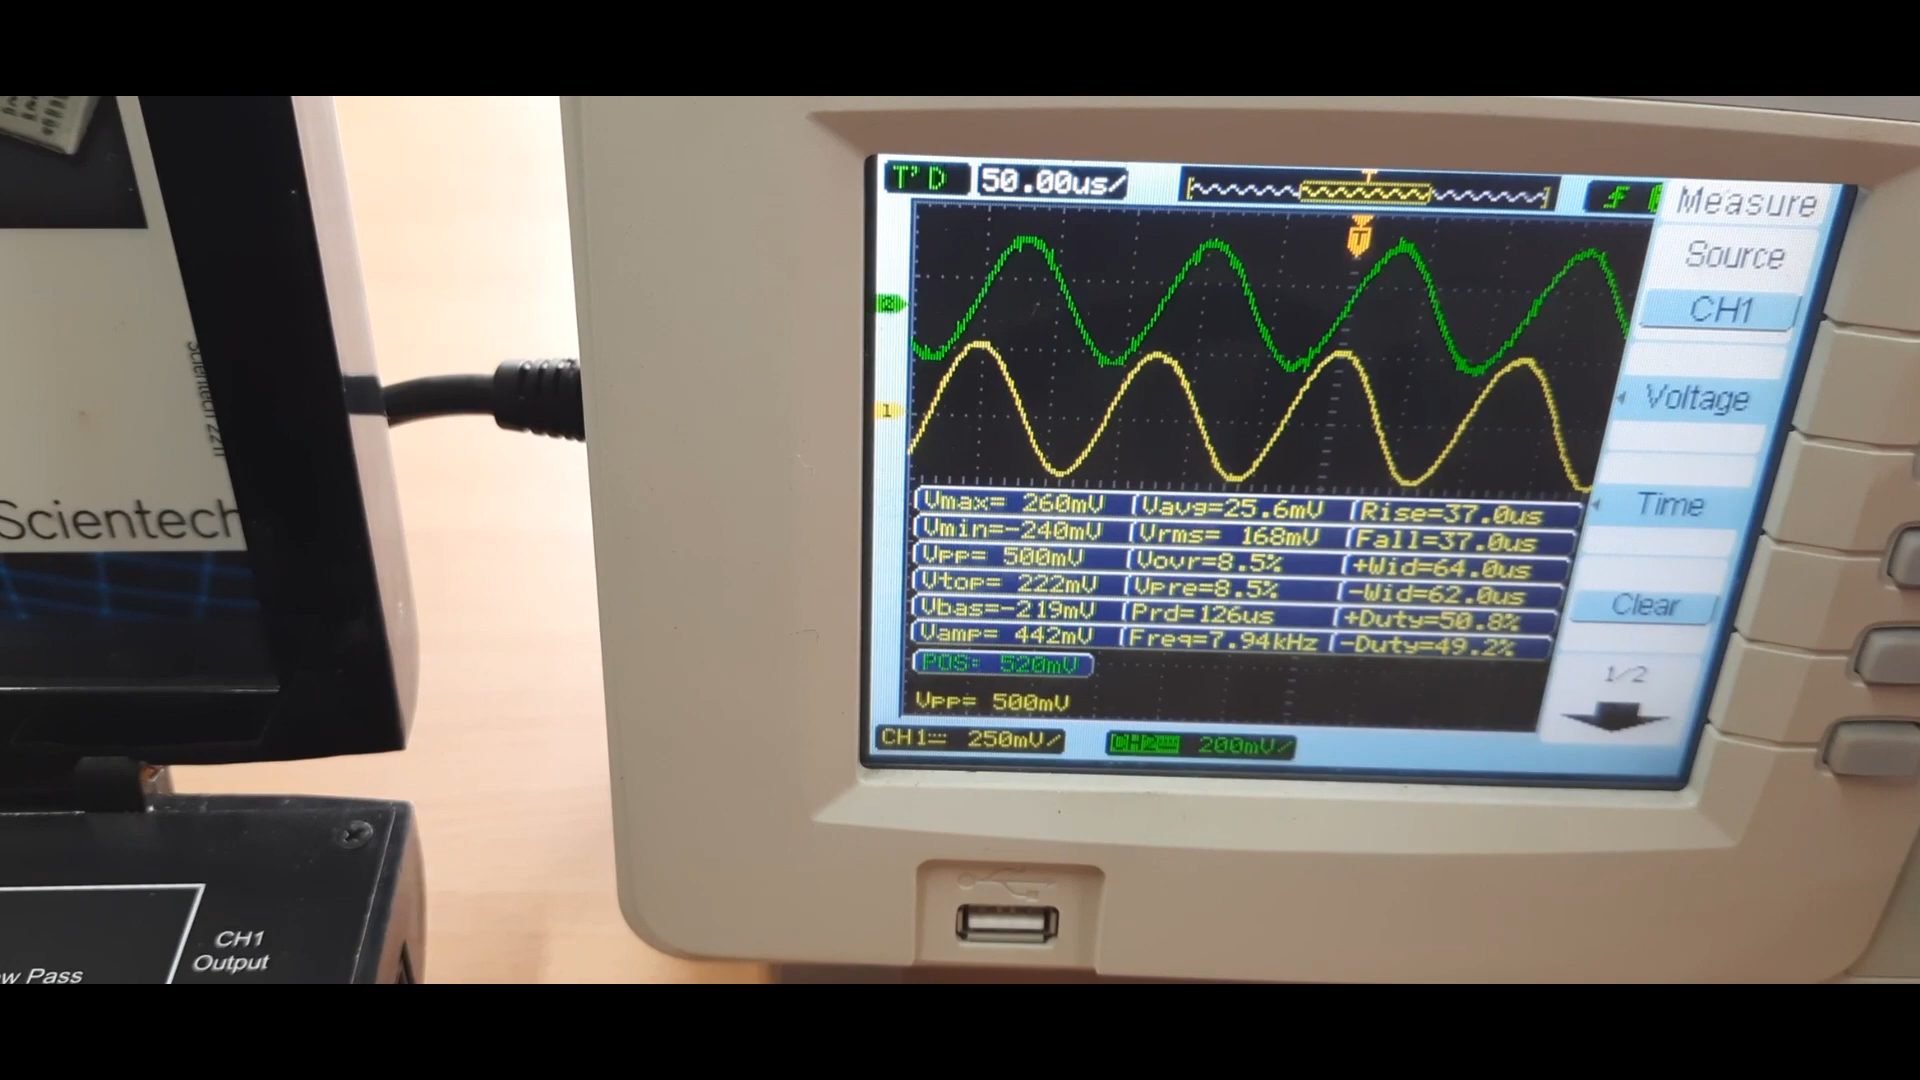 T'D 50.00us/ T
Measure
Source
CH1
Voltage
Time
Clear
1/2
T
2
1
Vmax= 260mV Vavg=25.6mV Rise=37.0us
Vmin=-240mV Vrms= 168mV Fall=37.0us
Vpp= 500mV Vovr=8.5% +Wid=64.0us
Vtop= 222mV Vpre=8.5% -Wid=62.0us
Vbas=-219mV Prd=126us +Duty=50.8%
Vamp= 442mV Freq=7.94kHz -Duty=49.2%
POS: 520mV
Vpp= 500mV
CH1 250mV/ CH2 200mV/
Scientech
CH1
Output
w Pass